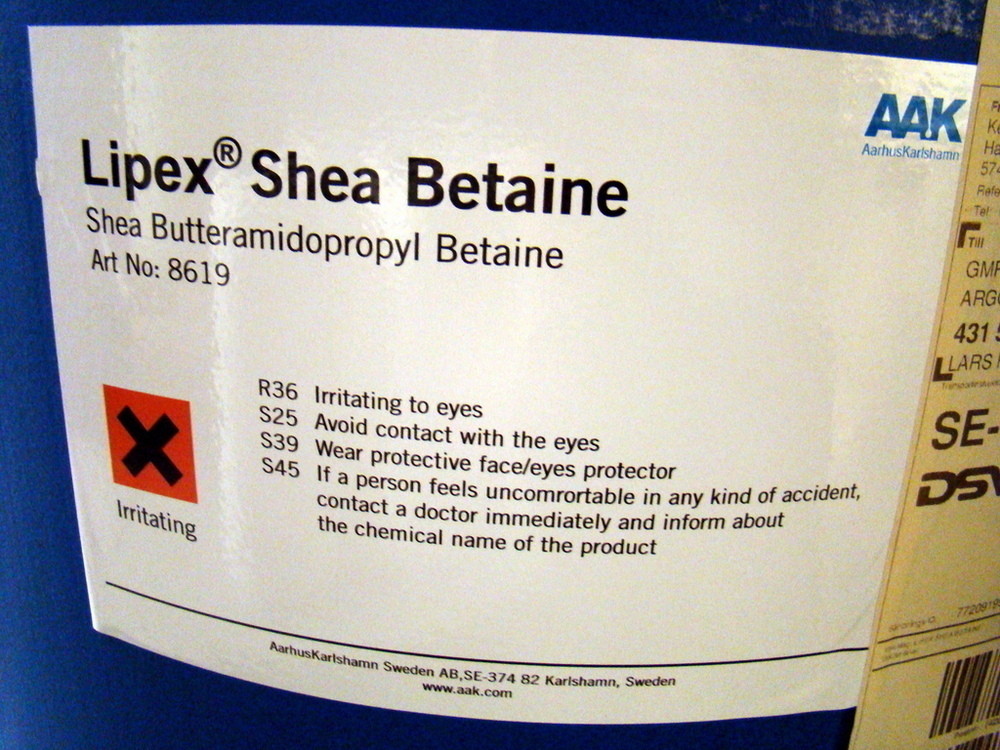 AAK
AarhusKarlshamn
Lipex® Shea Betaine
Shea Butteramidopropyl Betaine
Art No: 8619
R36 Irritating to eyes
S25 Avoid contact with the eyes
S39 Wear protective face/eyes protector
S45 If a person feels uncomrortable in any kind of accident,
contact a doctor immediately and inform about
the chemical name of the product
Irritating
AarhusKarlshamn Sweden AB,SE-374 82 Karlshamn, Sweden
www.aak.com
Tel:
Till
431
LARS
SE-